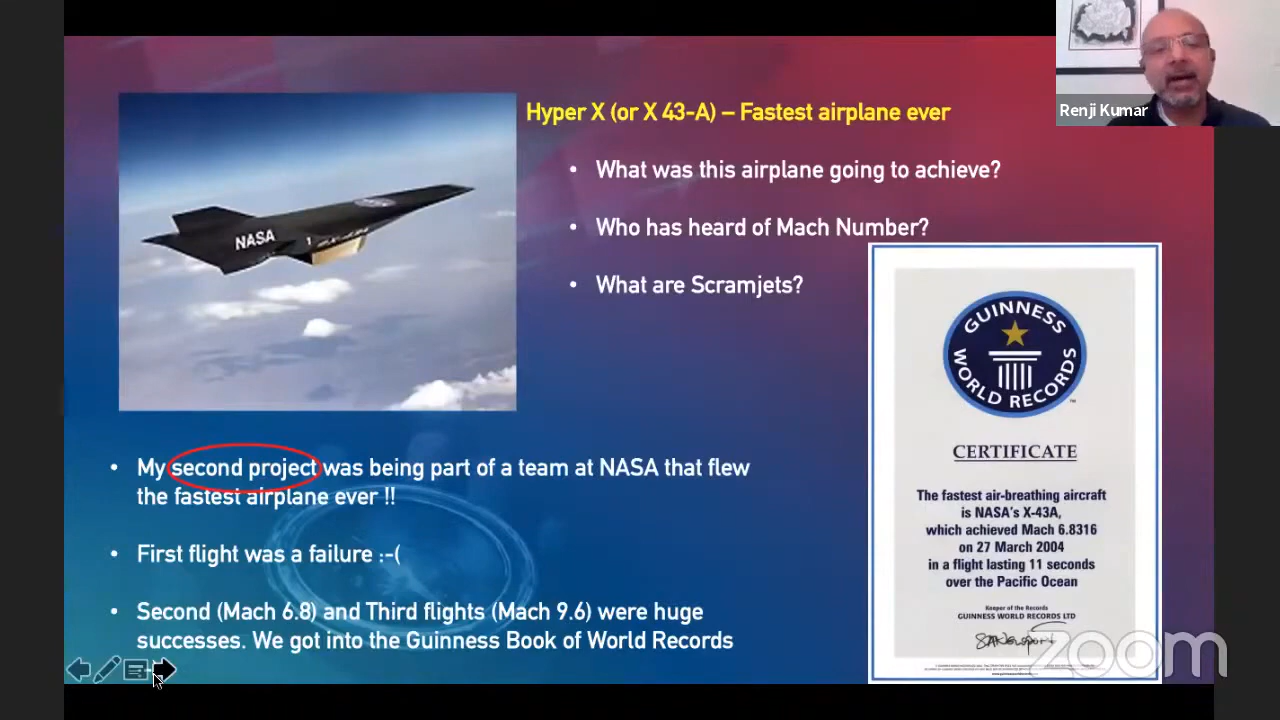 Renji Kumar
Hyper X (or X 43-A) – Fastest airplane ever
• What was this airplane going to achieve?
• Who has heard of Mach Number?
• What are Scramjets?
NASA
• My second project was being part of a team at NASA that flew
the fastest airplane ever !!
• First flight was a failure :-(
• Second (Mach 6.8) and Third flights (Mach 9.6) were huge
successes. We got into the Guinness Book of World Records
GUINNESS
WORLD RECORDS
™
CERTIFICATE
The fastest air-breathing aircraft
is NASA's X-43A,
which achieved Mach 6.8316
on 27 March 2004
in a flight lasting 11 seconds
over the Pacific Ocean
Keeper of the Records
GUINNESS WORLD RECORDS LTD
zoom